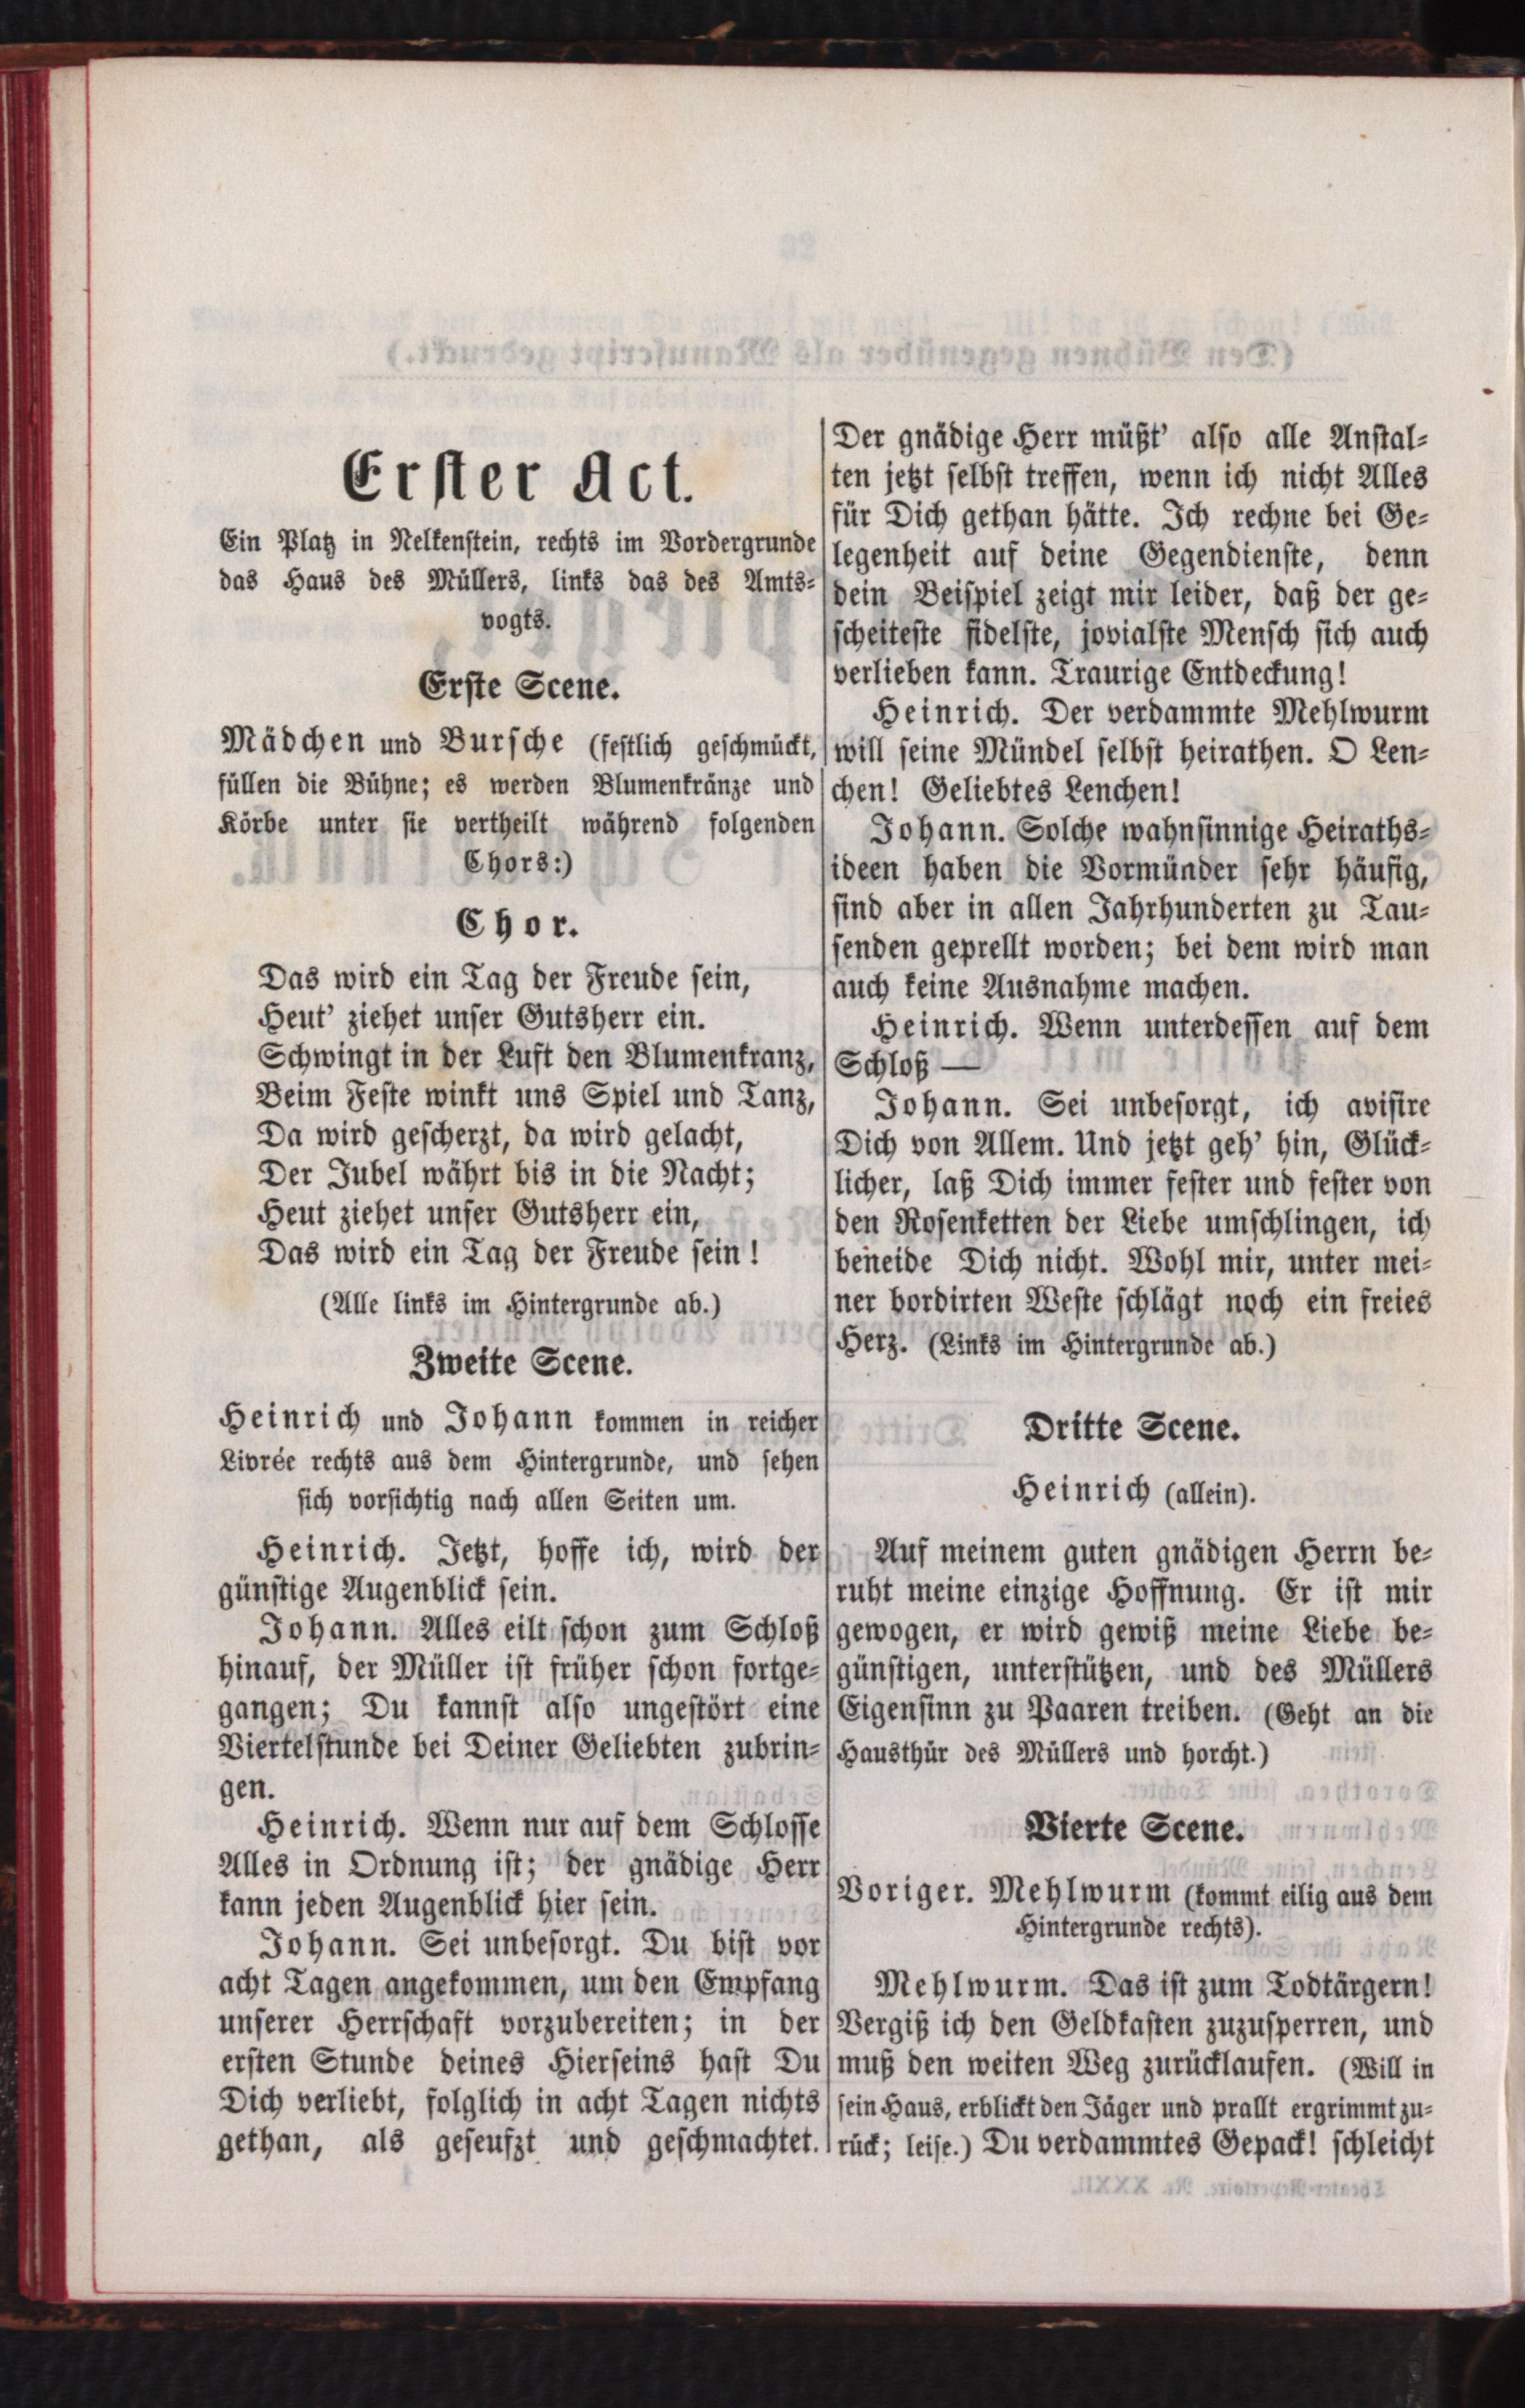 Erster Act.
Ein Platz in Nelkenstein, rechts im Vordergrunde
das Haus des Müllers, links das des Amts-
vogts.
Erste Scene.
Mädchen und Bursche (festlich geschmückt,
füllen die Bühne; es werden Blumenkränze und
Körbe unter sie vertheilt während folgenden
Chors:)
Chor.
Das wird ein Tag der Freude sein,
Heut' ziehet unser Gutsherr ein.
Schwingt in der Luft den Blumenkranz,
Beim Feste winkt uns Spiel und Tanz,
Da wird gescherzt, da wird gelacht,
Der Jubel währt bis in die Nacht;
Heut ziehet unser Gutsherr ein,
Das wird ein Tag der Freude sein!
(Alle links im Hintergrunde ab.)
Zweite Scene.
Heinrich und Johann kommen in reicher
Livrée rechts aus dem Hintergrunde, und sehen
sich vorsichtig nach allen Seiten um.
Heinrich. Jetzt, hoffe ich, wird der
günstige Augenblick sein.
Johann. Alles eilt schon zum Schloß
hinauf, der Müller ist früher schon fortge-
gangen; Du kannst also ungestört eine
Viertelstunde bei Deiner Geliebten zubrin-
gen.
Heinrich. Wenn nur auf dem Schlosse
Alles in Ordnung ist; der gnädige Herr
kann jeden Augenblick hier sein.
Johann. Sei unbesorgt. Du bist vor
acht Tagen angekommen, um den Empfang
unserer Herrschaft vorzubereiten; in der
ersten Stunde deines Hierseins hast Du
Dich verliebt, folglich in acht Tagen nichts
gethan, als geseufzt und geschmachtet.
Der gnädige Herr müßt' also alle Anstal-
ten jetzt selbst treffen, wenn ich nicht Alles
für Dich gethan hätte. Ich rechne bei Ge-
legenheit auf deine Gegendienste, denn
dein Beispiel zeigt mir leider, daß der ge-
scheiteste fidelste, jovialste Mensch sich auch
verlieben kann. Traurige Entdeckung!
Heinrich. Der verdammte Mehlwurm
will seine Mündel selbst heirathen. O Len-
chen! Geliebtes Lenchen!
Johann. Solche wahnsinnige Heiraths-
ideen haben die Vormünder sehr häufig,
sind aber in allen Jahrhunderten zu Tau-
senden geprellt worden; bei dem wird man
auch keine Ausnahme machen.
Heinrich. Wenn unterdessen auf dem
Schloß —
Johann. Sei unbesorgt, ich avisire
Dich von Allem. Und jetzt geh' hin, Glück-
licher, laß Dich immer fester und fester von
den Rosenketten der Liebe umschlingen, ich
beneide Dich nicht. Wohl mir, unter mei-
ner bordirten Weste schlägt noch ein freies
Herz. (Links im Hintergrunde ab.)
Dritte Scene.
Heinrich (allein).
Auf meinem guten gnädigen Herrn be-
ruht meine einzige Hoffnung. Er ist mir
gewogen, er wird gewiß meine Liebe be-
günstigen, unterstützen, und des Müllers
Eigensinn zu Paaren treiben. (Geht an die
Hausthür des Müllers und horcht.)
Vierte Scene.
Voriger. Mehlwurm (kommt eilig aus dem
Hintergrunde rechts).
Mehlwurm. Das ist zum Todtärgern!
Vergiß ich den Geldkasten zuzusperren, und
muß den weiten Weg zurücklaufen. (Will in
sein Haus, erblickt den Jäger und prallt ergrimmt zu-
rück; leise.) Du verdammtes Gepack! schleicht